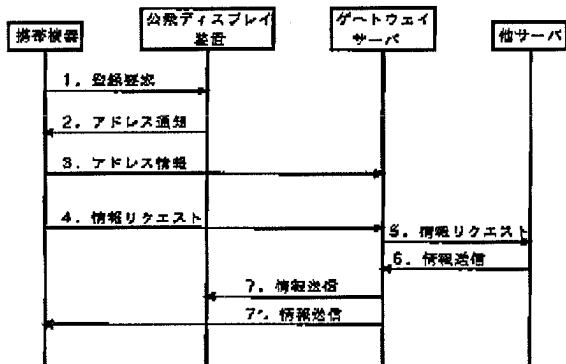 携帯機器
公衆ディスプレイ
装置
ゲートウェイ
サーバ
他サーバ
1. 登録要求
2. アドレス通知
3. アドレス情報
4. 情報リクエスト
5. 情報リクエスト
6. 情報送信
7. 情報送信
7'. 情報送信